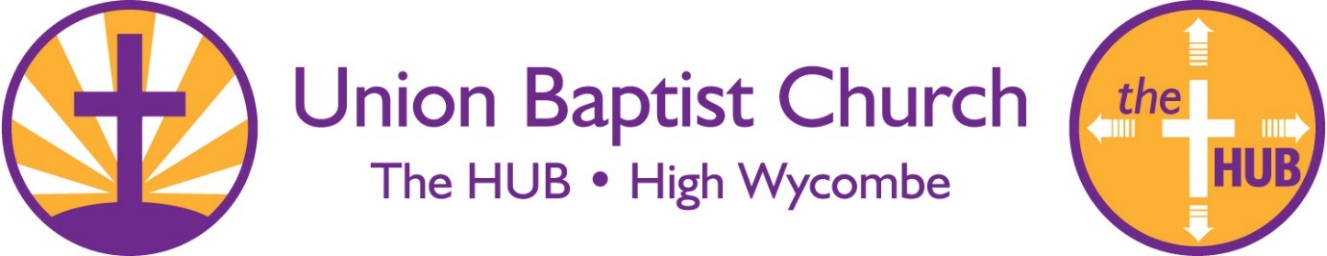 Union Baptist Church
The HUB • High Wycombe
the
HUB